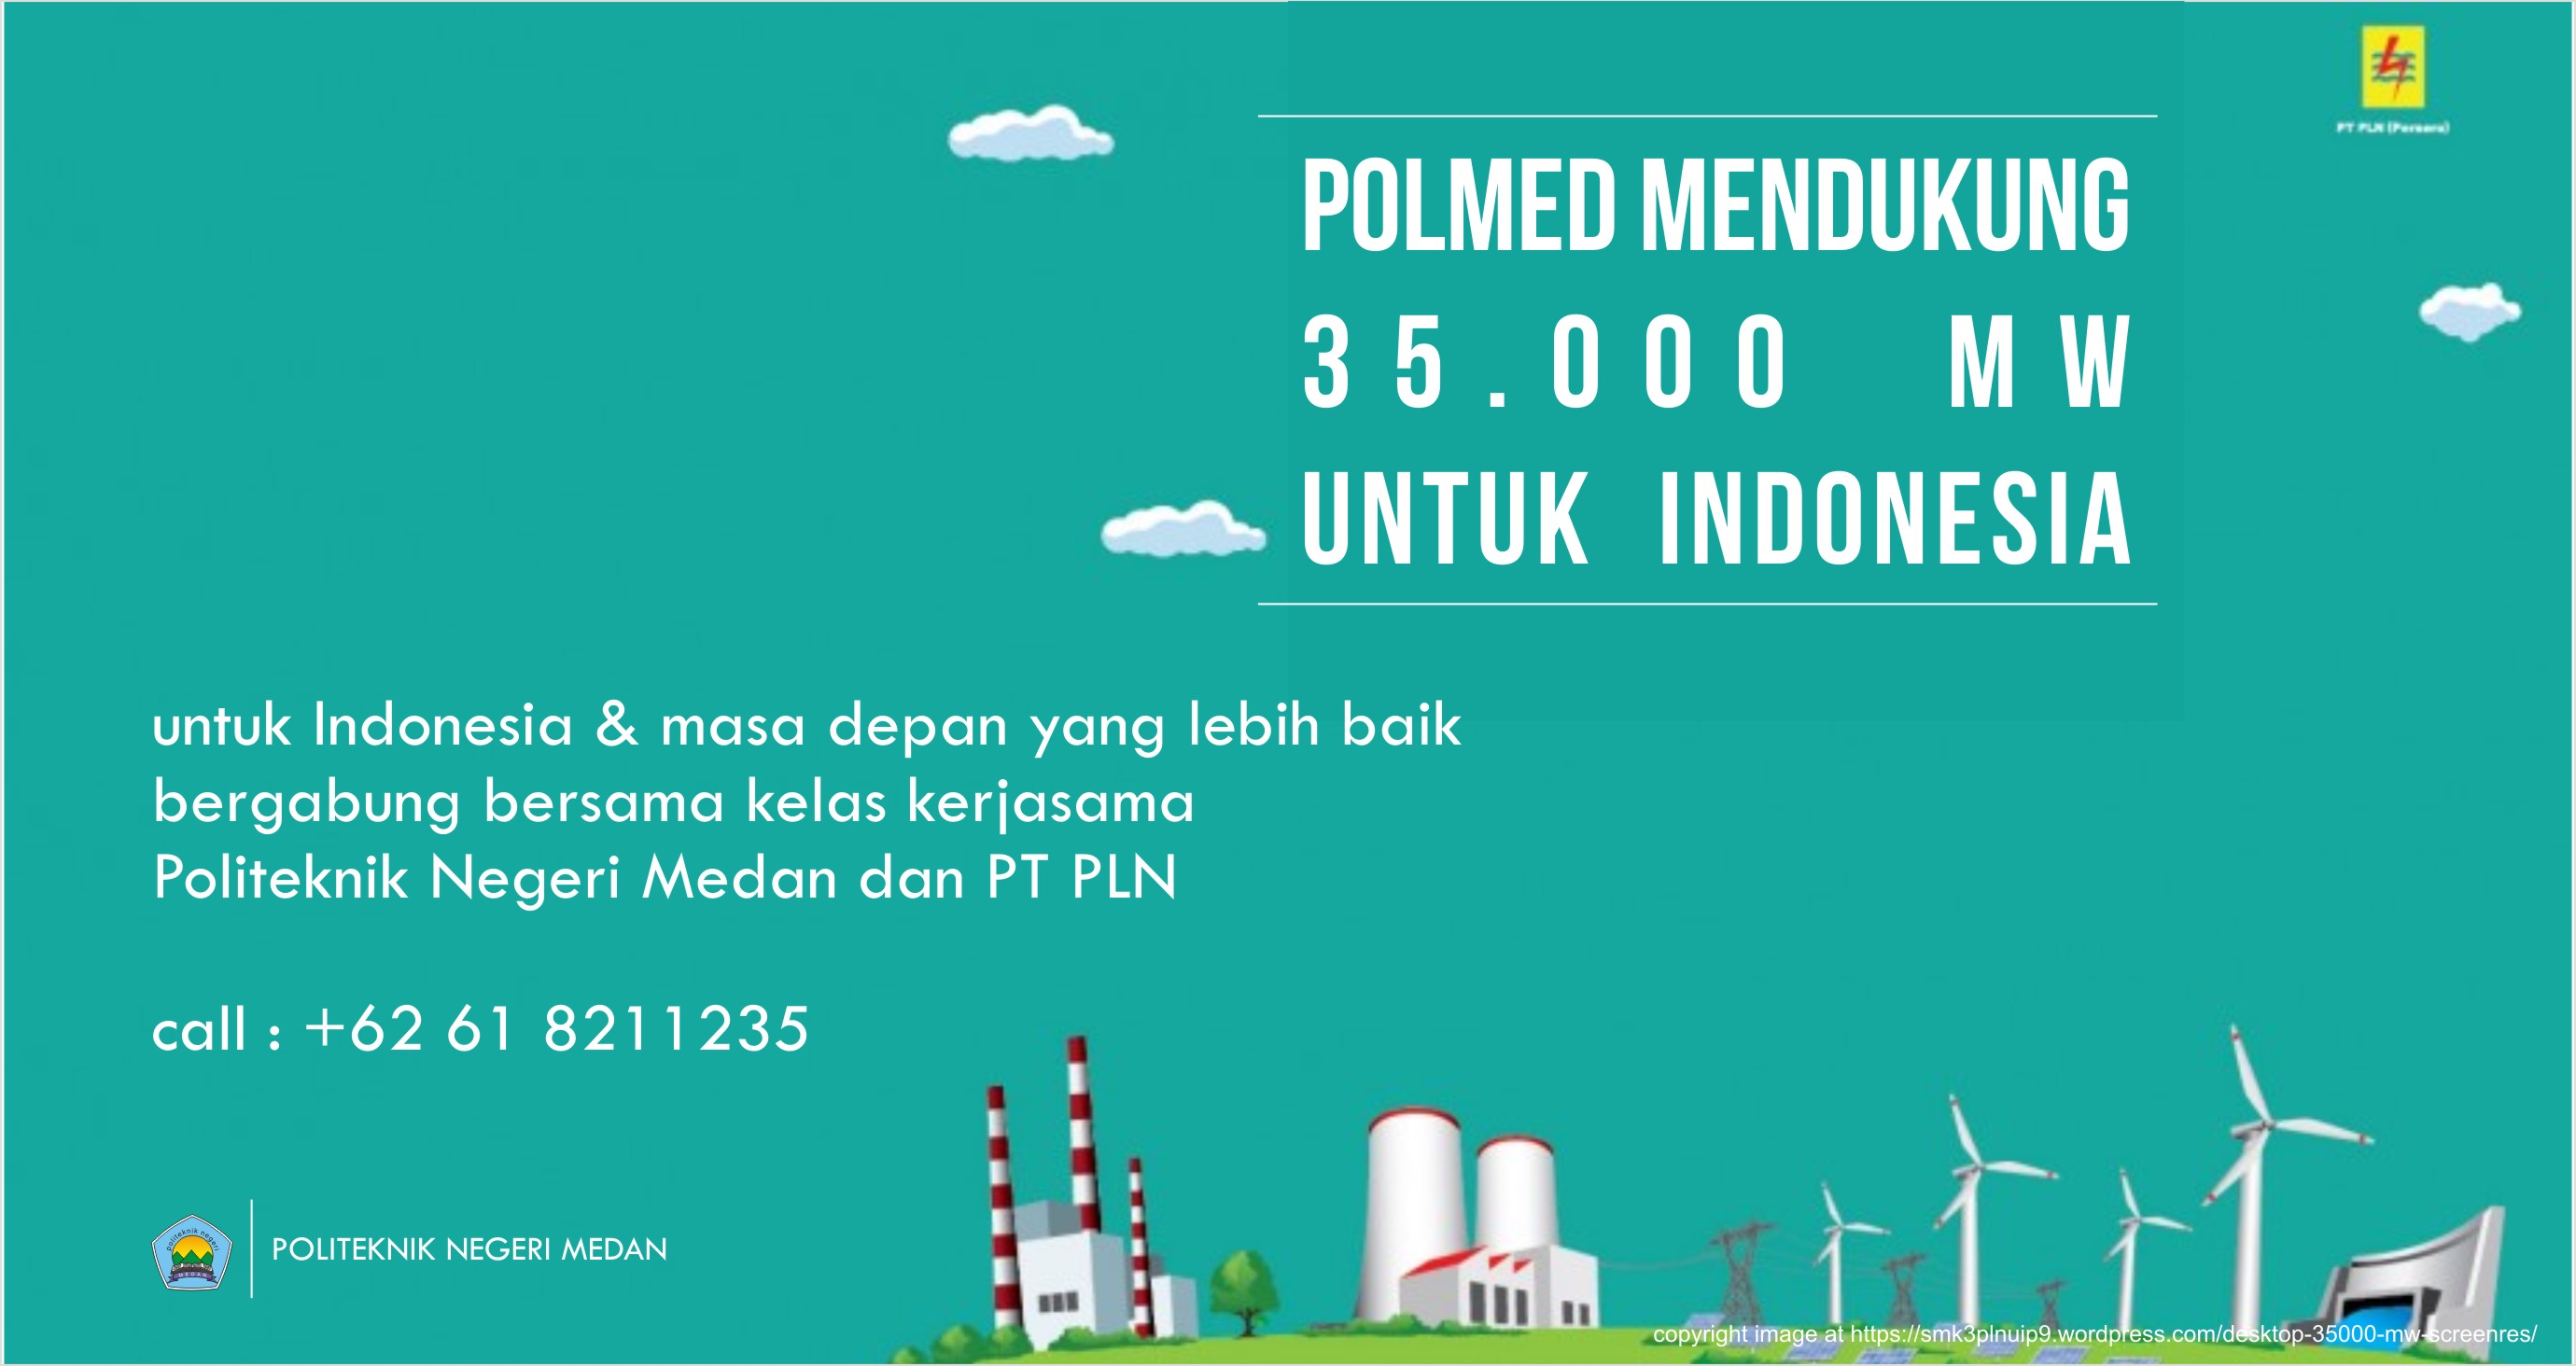 PT PLN (Persero)
POLMED MENDUKUNG
35.000 MW
UNTUK INDONESIA
untuk Indonesia & masa depan yang lebih baik
bergabung bersama kelas kerjasama
Politeknik Negeri Medan dan PT PLN
call : +62 61 8211235
politeknik negeri
MEDAN
POLITEKNIK NEGERI MEDAN
copyright image at https://smk3plnuip9.wordpress.com/desktop-35000-mw-screenres/